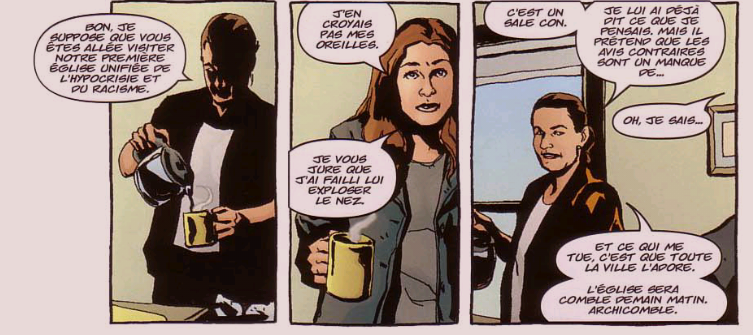 BON, JE
SUPPOSE QUE VOUS
ÊTES ALLÉE VISITER
NOTRE PREMIÈRE
ÉGLISE UNIFIÉE DE
L'HYPOCRISIE ET
DU RACISME.
J'EN
CROYAIS
PAS MES
OREILLES.
JE VOUS
JURE QUE
J'AI FAILLI LUI
EXPLOSER
LE NEZ.
C'EST UN
SALE CON.
JE LUI AI DÉJÀ
DIT CE QUE JE
PENSAIS. MAIS IL
PRÉTEND QUE LES
AVIS CONTRAIRES
SONT UN MANQUE
DE...
OH, JE SAIS...
ET CE QUI ME
TUE, C'EST QUE TOUTE
LA VILLE L'ADORE.
L'ÉGLISE SERA
COMBLE DEMAIN MATIN.
ARCHICOMBLE.